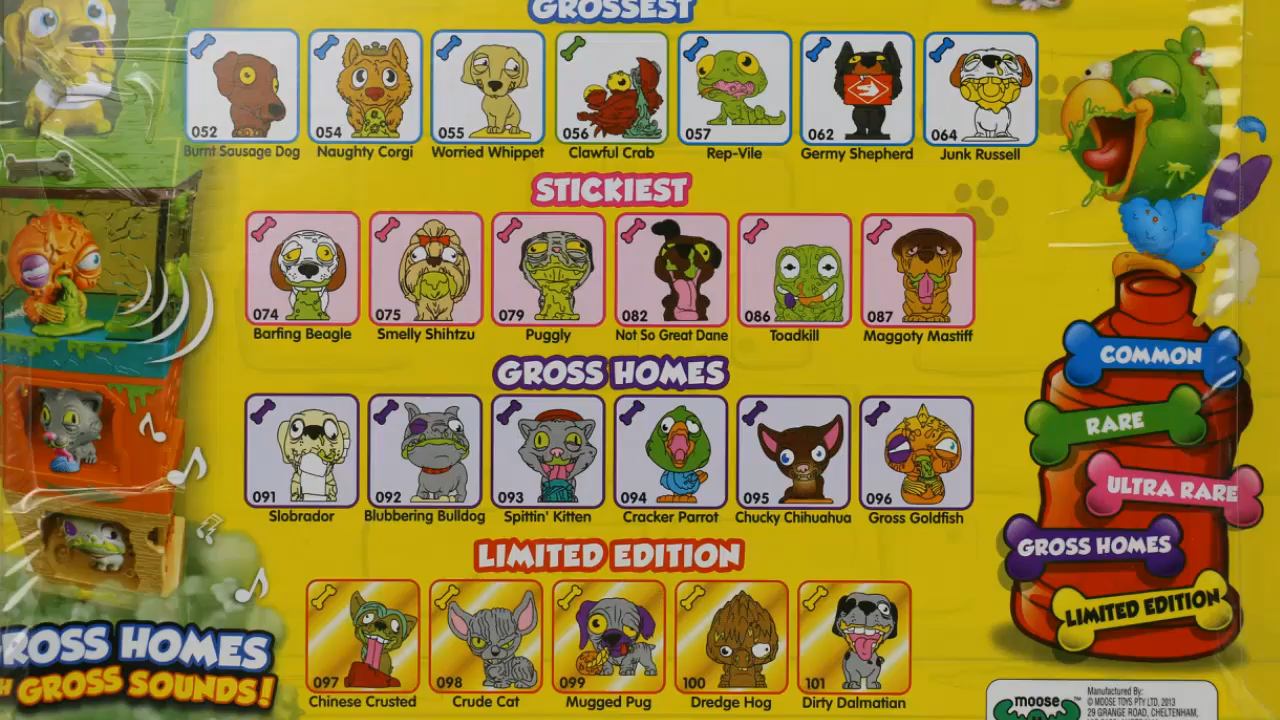 GROSSEST
052 054 055 056 057 062 064
Burnt Sausage Dog Naughty Corgi Worried Whippet Clawful Crab Rep-Vile Germy Shepherd Junk Russell
STICKIEST
074 075 079 082 086 087
Barfing Beagle Smelly Shihtzu Puggly Not So Great Dane Toadkill Maggoty Mastiff
GROSS HOMES
091 092 093 094 095 096
Slobrador Blubbering Bulldog Spittin' Kitten Cracker Parrot Chucky Chihuahua Gross Goldfish
LIMITED EDITION
097 098 099 100 101
Chinese Crusted Crude Cat Mugged Pug Dredge Hog Dirty Dalmatian
COMMON
RARE
ULTRA RARE
GROSS HOMES
LIMITED EDITION
ROSS HOMES
H GROSS SOUNDS!
moose™
Manufactured By:
© MOOSE TOYS PTY LTD, 2013
29 GRANGE ROAD, CHELTENHAM,